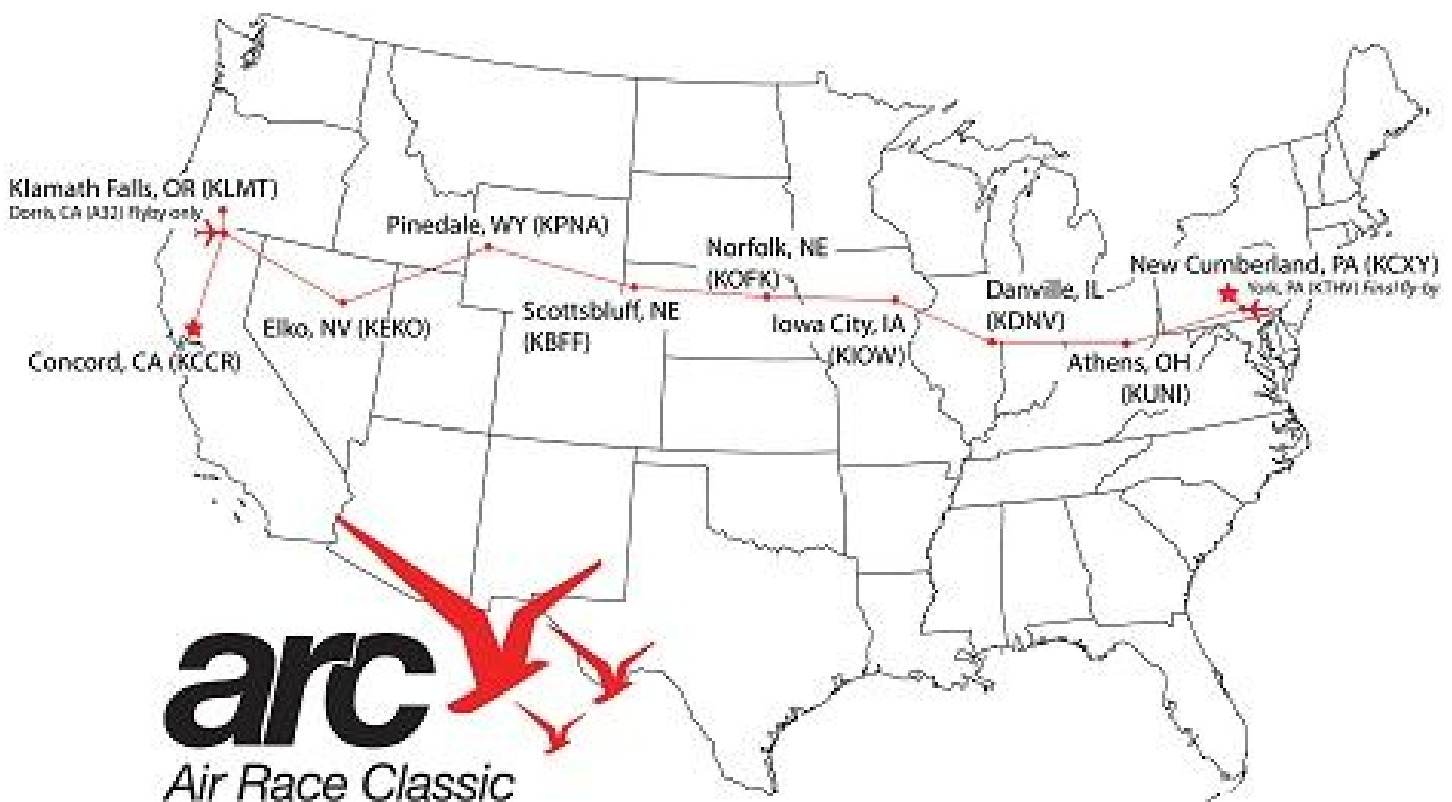 Klamath Falls, OR (KLMT)
Dorris, CA (A32) Flyby only
Pinedale, WY (KPNA)
Norfolk, NE
(KOFK)
New Cumberland, PA (KCXY)
York, PA (KTHV) Final fly-by
Danville, IL
(KDNV)
Scottsbluff, NE
(KBFF)
Elko, NV (KEKO)
Iowa City, IA
(KIOW)
Concord, CA (KCCR)
Athens, OH
(KUNI)
arc
Air Race Classic